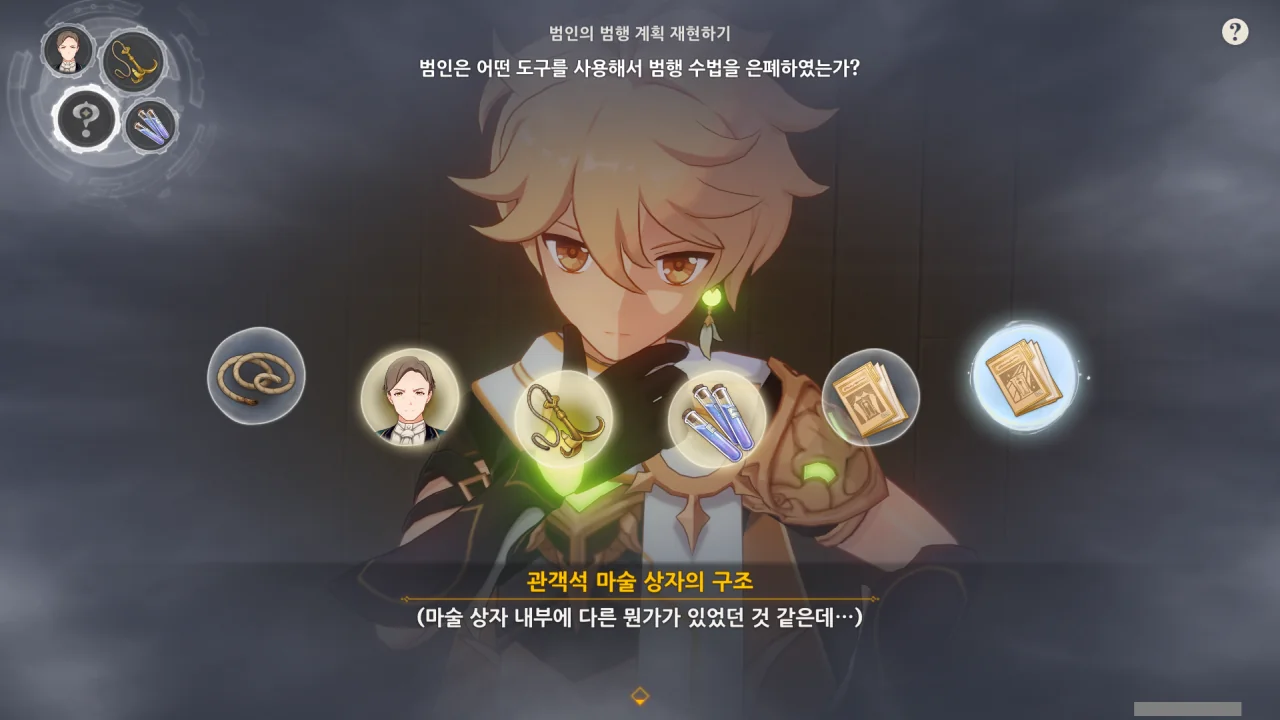 범인의 범행 계획 재현하기
범인은 어떤 도구를 사용해서 범행 수법을 은폐하였는가?
?
?
관객석 마술 상자의 구조
(마술 상자 내부에 다른 뭔가가 있었던 것 같은데…)